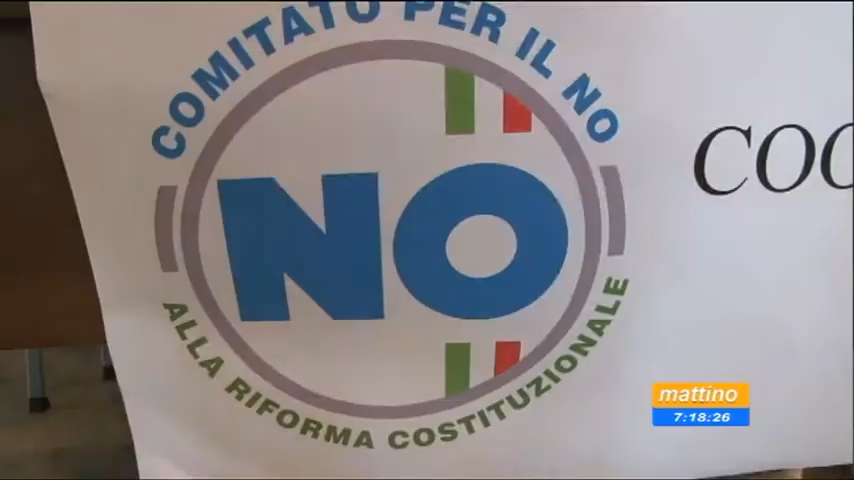 COMITATO PER IL NO
NO
ALLA RIFORMA COSTITUZIONALE
mattino
7:18:26